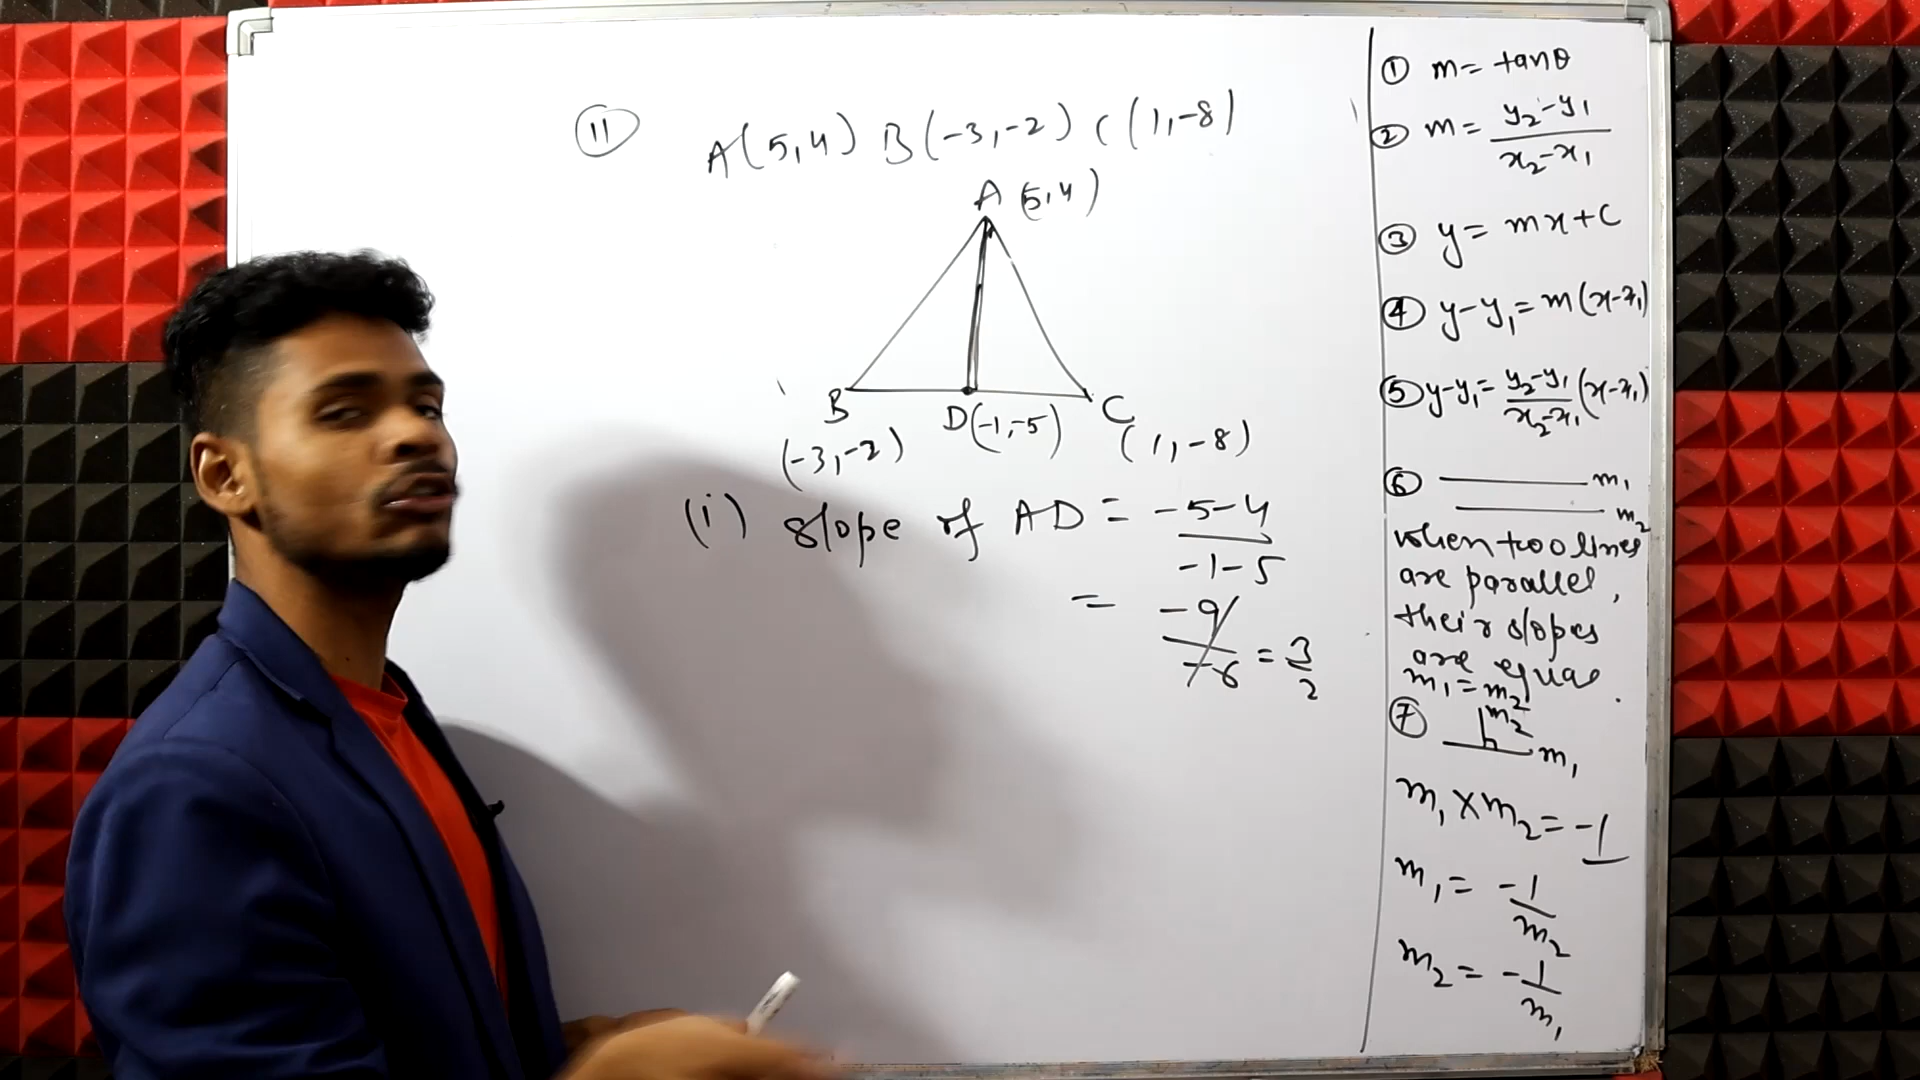 11 A(5,4) B(-3,-2) C(1,-8)
A (5,4)
B D(-1,-5) C
(-3,-2) (1,-8)
(i) slope of AD = -5-4 / -1-5
= -9 / -6 = 3/2
① m = tanθ
② m = y₂-y₁ / x₂-x₁
③ y = mx+c
④ y-y₁ = m(x-x₁)
⑤ y-y₁ = y₂-y₁ / x₂-x₁ (x-x₁)
⑥ m₁
m₂
when two lines
are parallel,
their slopes
are equal.
m₁ = m₂
⑦ m₂
m₁
m₁ × m₂ = -1
m₁ = -1/m₂
m₂ = -1/m₁